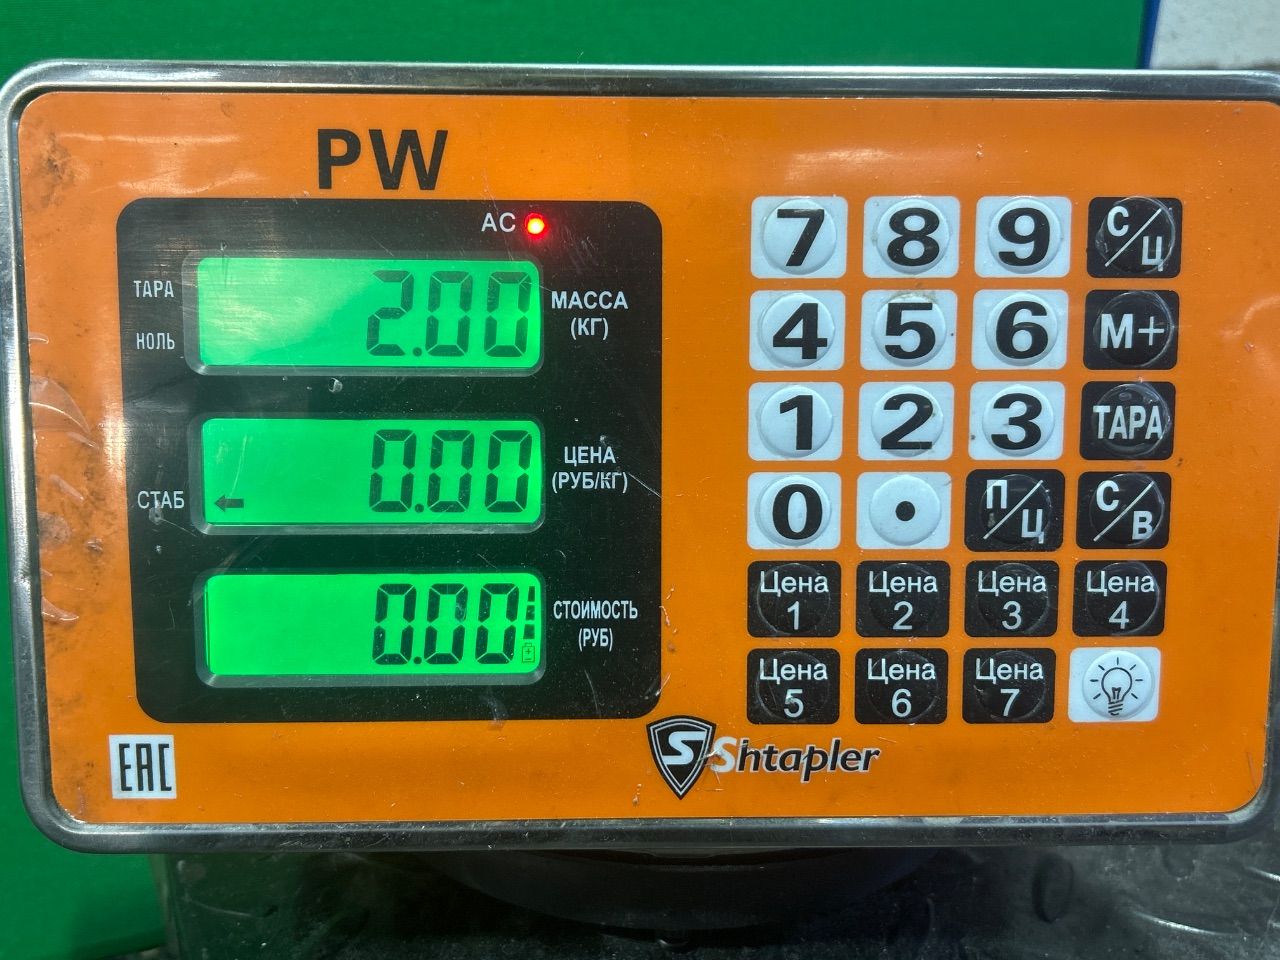 PW
AC
ТАРА
НОЛЬ
2.00
МАССА
(КГ)
СТАБ
0.00
ЦЕНА
(РУБ/КГ)
0.00
СТОИМОСТЬ
(РУБ)
7 8 9 С/Ц
4 5 6 М+
1 2 3 ТАРА
0 . П/Ц С/В
Цена 1 Цена 2 Цена 3 Цена 4
Цена 5 Цена 6 Цена 7
EAC
S Shtapler